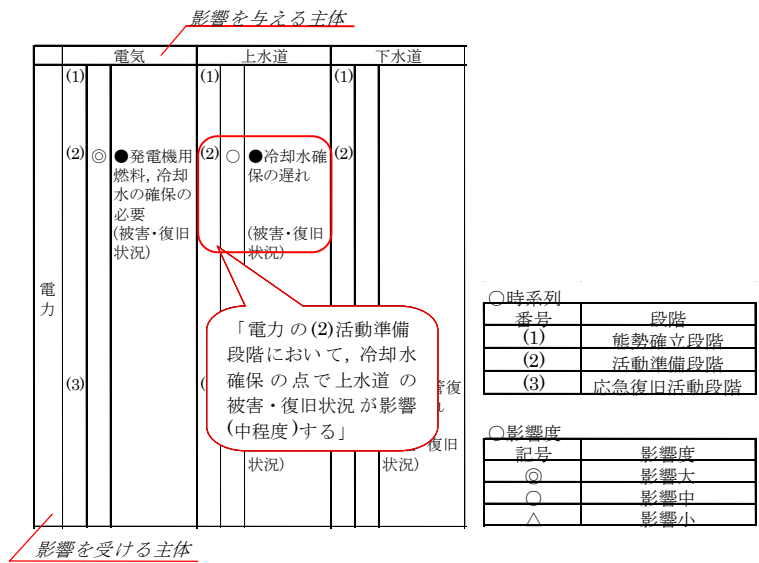 影響を与える主体
電気 上水道 下水道
(1) (1) (1)
(2) ◎ ●発電機用
燃料, 冷却
水の確保の
必要
(被害・復旧
状況)
(2) ○ ●冷却水確
保の遅れ
(被害・復旧
状況)
(2)
電
力
「電力の(2)活動準備
段階において, 冷却水
確保の点で上水道の
被害・復旧状況が影響
(中程度)する」
(3)
管復
復旧
状況) 状況)
影響を受ける主体
○時系列
番号 段階
(1) 態勢確立段階
(2) 活動準備段階
(3) 応急復旧活動段階
○影響度
記号 影響度
◎ 影響大
○ 影響中
△ 影響小